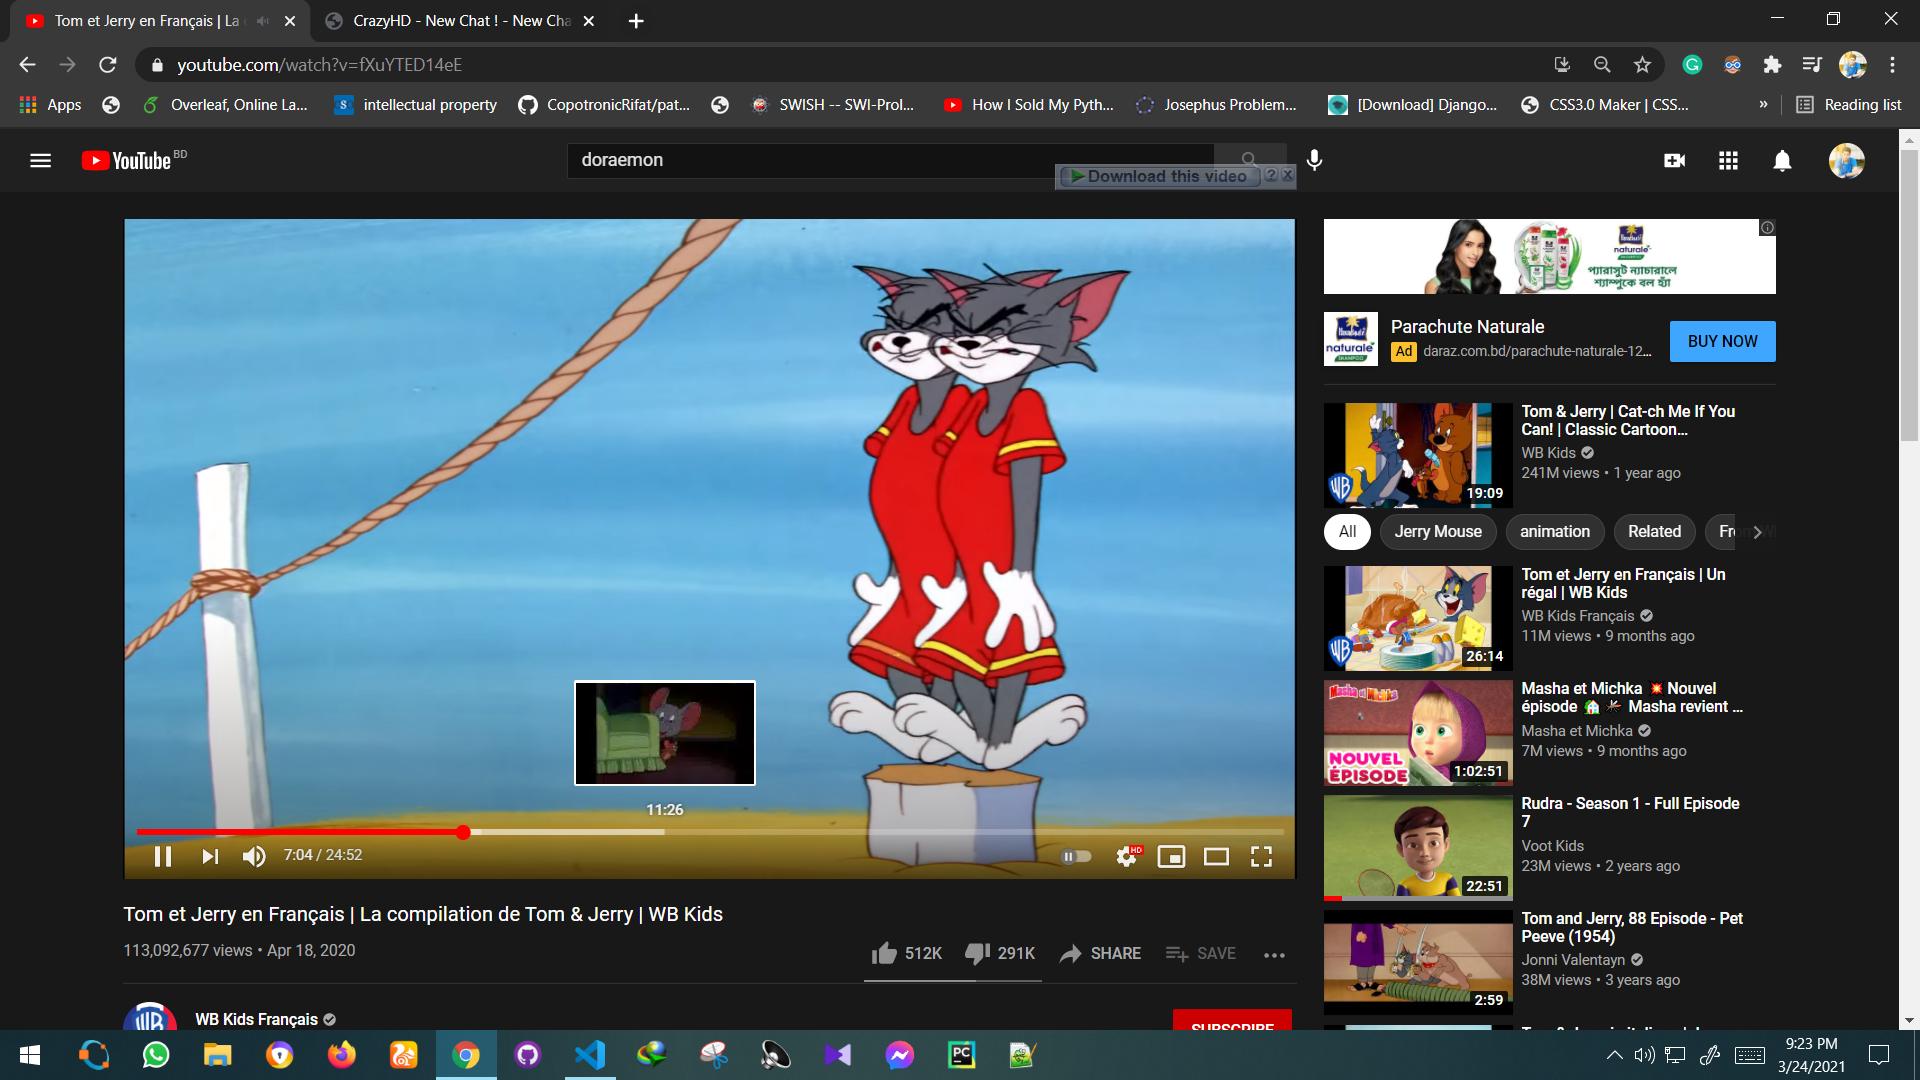 Tom et Jerry en Français | La
CrazyHD - New Chat ! - New Cha
youtube.com/watch?v=fXuYTED14eE
Apps
Overleaf, Online La...
intellectual property
CopotronicRifat/pat...
SWISH -- SWI-Prol...
How I Sold My Pyth...
Josephus Problem...
[Download] Django...
CSS3.0 Maker | CSS...
»
Reading list
YouTube BD
doraemon
Download this video
11:26
7:04 / 24:52
HD
Tom et Jerry en Français | La compilation de Tom & Jerry | WB Kids
113,092,677 views • Apr 18, 2020
512K
291K
SHARE
SAVE
WB Kids Français
SUBSCRIBE
Parachute
naturale
প্যারাসুট ন্যাচারালে
শ্যাম্পুকে বল হ্যাঁ
naturale
SHAMPOO
Parachute Naturale
Ad daraz.com.bd/parachute-naturale-12...
BUY NOW
WB
19:09
Tom & Jerry | Cat-ch Me If You
Can! | Classic Cartoon...
WB Kids
241M views • 1 year ago
All
Jerry Mouse
animation
Related
WB
26:14
Tom et Jerry en Français | Un
régal | WB Kids
WB Kids Français
11M views • 9 months ago
Masha et Michka
NOUVEL
ÉPISODE
1:02:51
Masha et Michka 💥 Nouvel
épisode 🏠 🕷 Masha revient ...
Masha et Michka
7M views • 9 months ago
22:51
Rudra - Season 1 - Full Episode
7
Voot Kids
23M views • 2 years ago
2:59
Tom and Jerry, 88 Episode - Pet
Peeve (1954)
Jonni Valentayn
38M views • 3 years ago
9:23 PM
3/24/2021